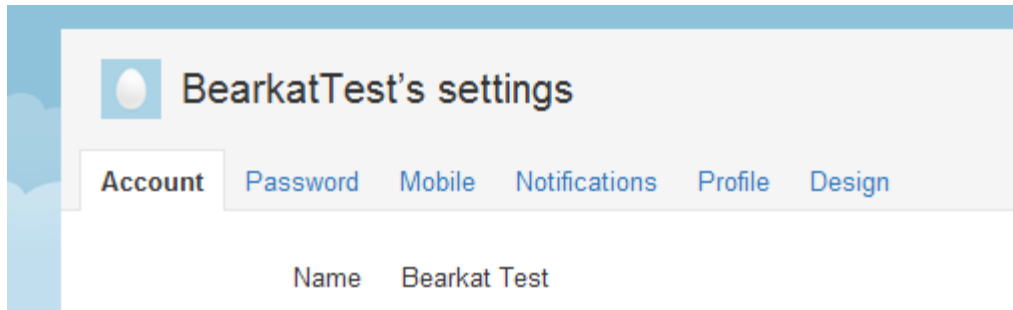 BearkatTest's settings
Account Password Mobile Notifications Profile Design
Name Bearkat Test